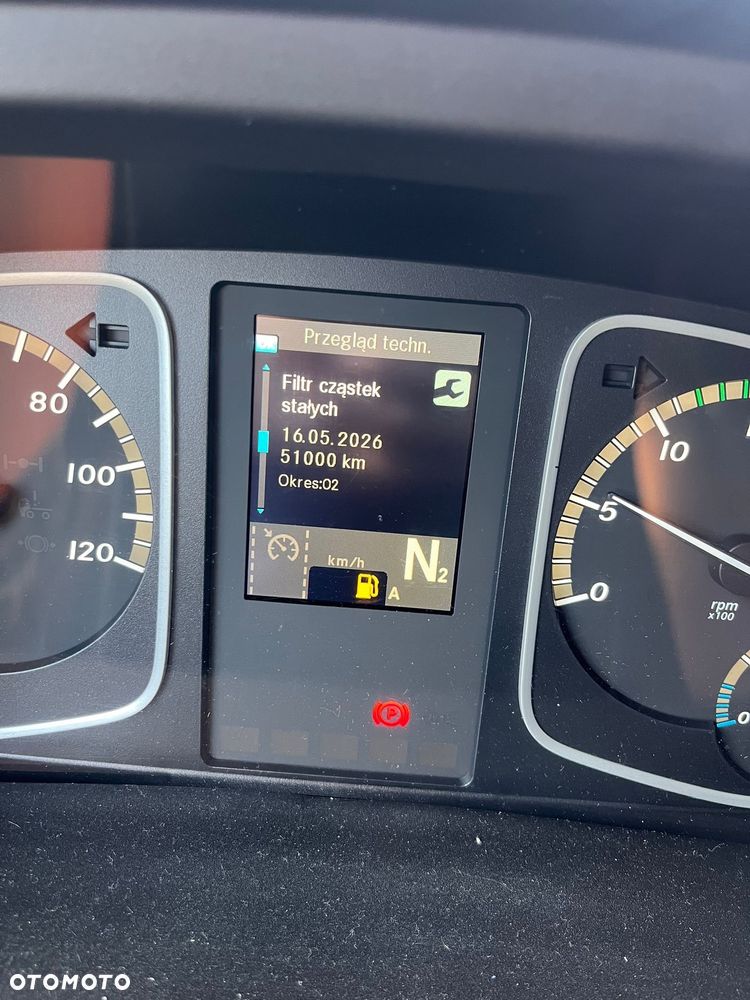 Przegląd techn.
Filtr cząstek
stałych
16.05.2026
51000 km
Okres:02
km/h
N2
A
80
100
120
10
5
0
rpm
x100
0
P
OTOMOTO